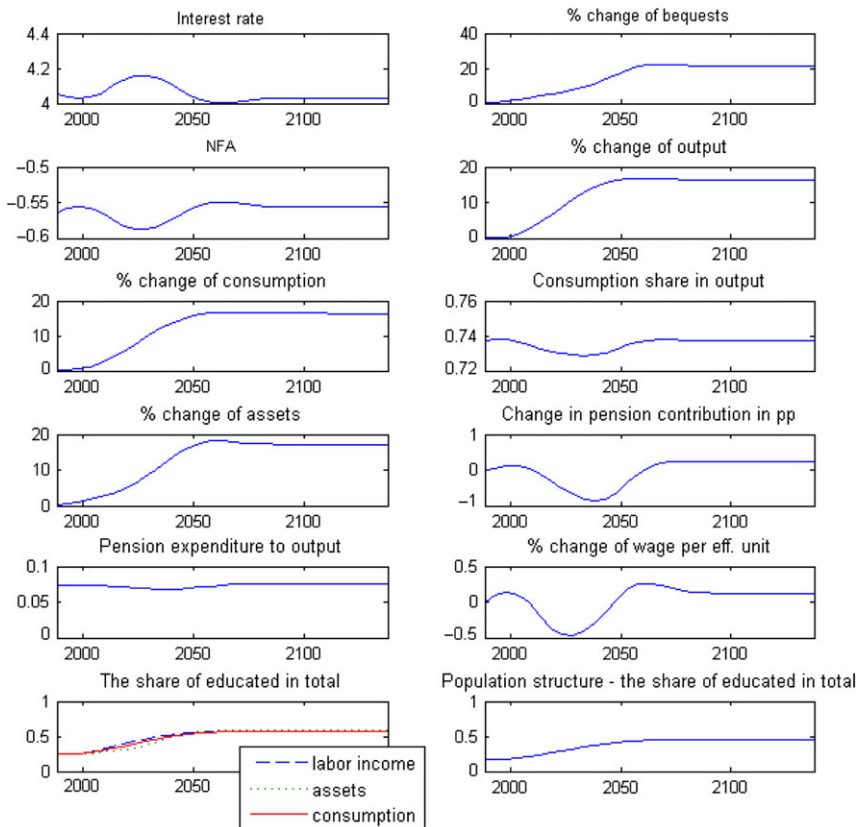 Interest rate
4.4
4.2
4
2000 2050 2100
% change of bequests
40
20
0
2000 2050 2100
NFA
−0.5
−0.55
−0.6
2000 2050 2100
% change of output
20
10
0
2000 2050 2100
% change of consumption
20
10
0
2000 2050 2100
Consumption share in output
0.76
0.74
0.72
2000 2050 2100
% change of assets
20
10
0
2000 2050 2100
Change in pension contribution in pp
1
0
−1
2000 2050 2100
Pension expenditure to output
0.1
0.05
0
2000 2050 2100
% change of wage per eff. unit
0.5
0
−0.5
2000 2050 2100
The share of educated in total
1
0.5
0
2000 2050 2100
labor income
assets
consumption
Population structure - the share of educated in total
1
0.5
0
2000 2050 2100